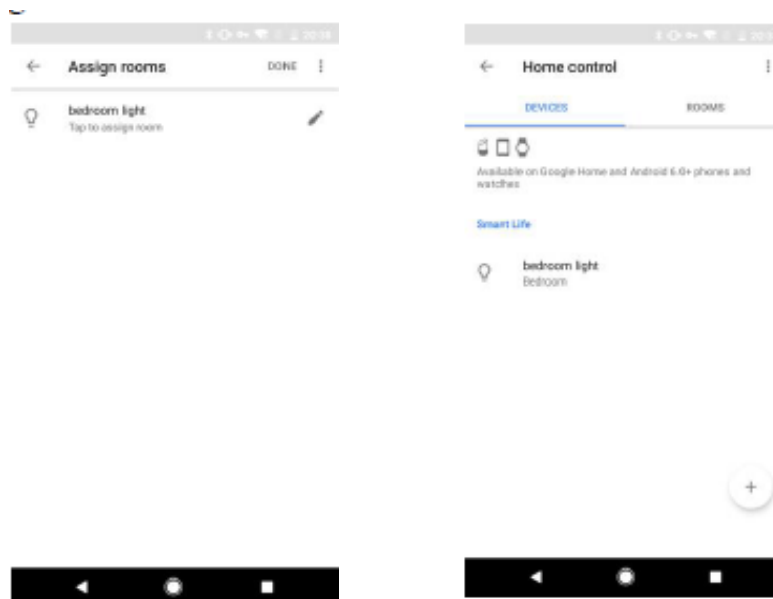 Assign rooms DONE
bedroom light
Tap to assign room
Home control
DEVICES ROOMS
Available on Google Home and Android 6.0+ phones and
watches
Smart Life
bedroom light
Bedroom